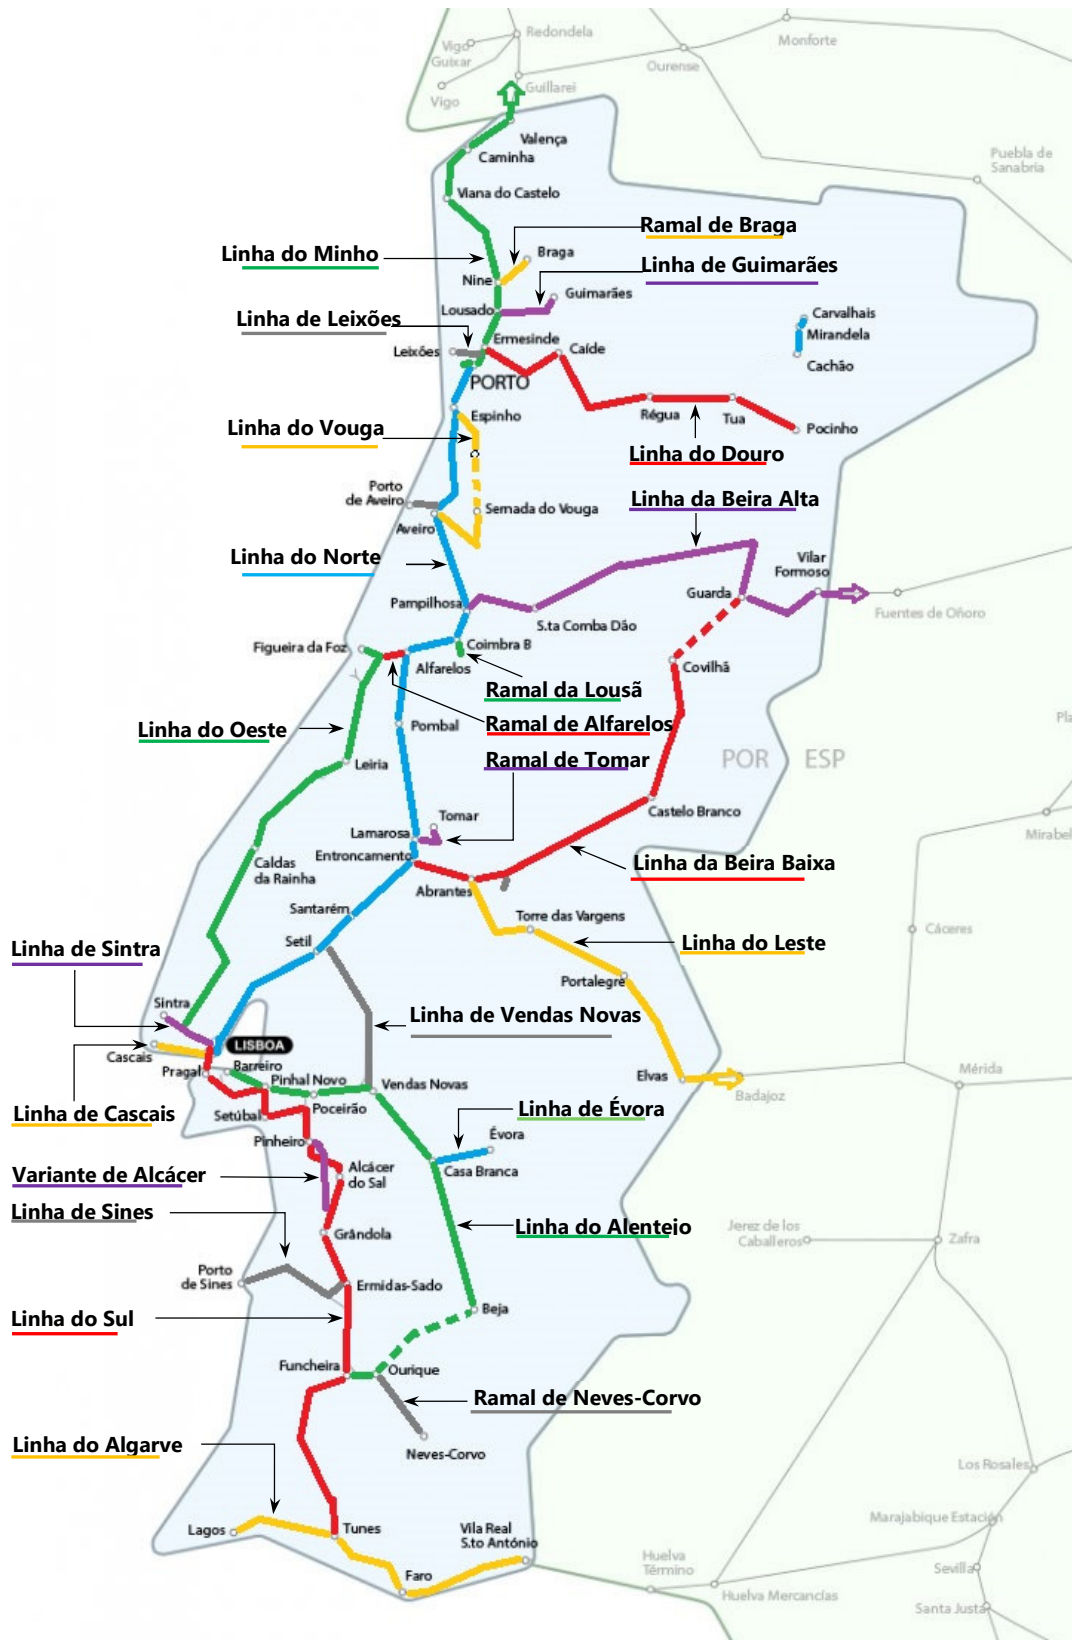 Redondela
Vigo
Guixar
Monforte
Ourense
Guillarei
Vigo
Valença
Caminha
Puebla de
Sanabria
Viana do Castelo
Ramal de Braga
Linha do Minho
Braga
Linha de Guimarães
Nine
Guimarães
Lousado
Linha de Leixões
Carvalhais
Ermesinde
Mirandela
Leixões
Caíde
Cachão
PORTO
Espinho
Régua
Tua
Linha do Vouga
Pocinho
Linha do Douro
Porto
de Aveiro
Linha da Beira Alta
Sernada do Vouga
Aveiro
Linha do Norte
Vilar
Formoso
Guarda
Pampilhosa
Fuentes de Oñoro
S.ta Comba Dão
Figueira da Foz
Coimbra B
Alfarelos
Covilhã
Ramal da Lousã
Ramal de Alfarelos
Linha do Oeste
Pombal
Pla
Ramal de Tomar
POR
ESP
Leiria
Castelo Branco
Tomar
Lamarosa
Mirabel
Entroncamento
Caldas
da Rainha
Linha da Beira Baixa
Abrantes
Santarém
Torre das Vargens
Cáceres
Setil
Linha do Leste
Linha de Sintra
Portalegre
Sintra
Linha de Vendas Novas
LISBOA
Cascais
Barreiro
Pragal
Mérida
Pinhal Novo
Elvas
Vendas Novas
Badajoz
Linha de Cascais
Setúbal
Poceirão
Linha de Évora
Pinheiro
Évora
Variante de Alcácer
Alcácer
do Sal
Casa Branca
Linha de Sines
Grândola
Linha do Alentejo
Jerez de los
Caballeros
Zafra
Porto
de Sines
Ermidas-Sado
Linha do Sul
Beja
Funcheira
Ourique
Ramal de Neves-Corvo
Linha do Algarve
Neves-Corvo
Los Rosales
Marajabique Estación
Lagos
Tunes
Vila Real
S.to António
Huelva
Término
Sevilla
Faro
Huelva Mercancías
Santa Justa